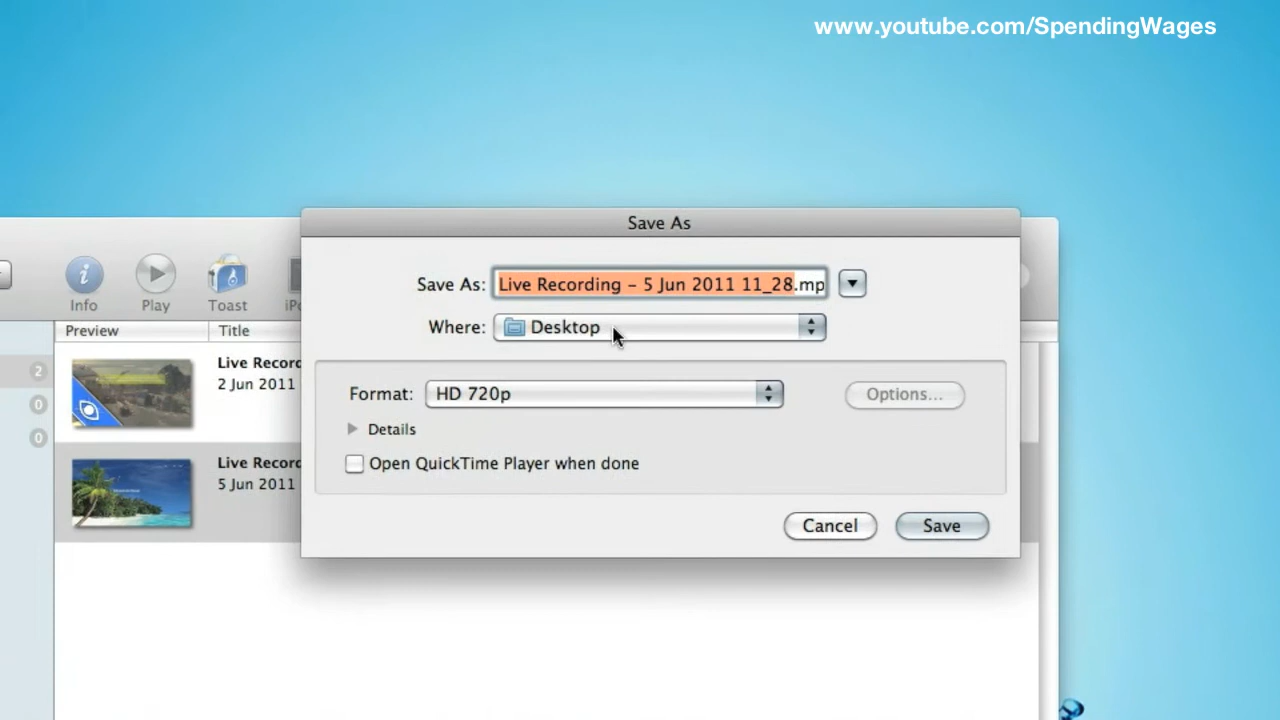 www.youtube.com/SpendingWages
Save As
Save As: Live Recording – 5 Jun 2011 11_28.mp
Where: Desktop
Info
Play
Toast
Preview
Title
2
Live Recor
2 Jun 2011
Format: HD 720p
Options...
0
Details
0
Live Recor
5 Jun 2011
Open QuickTime Player when done
Cancel
Save